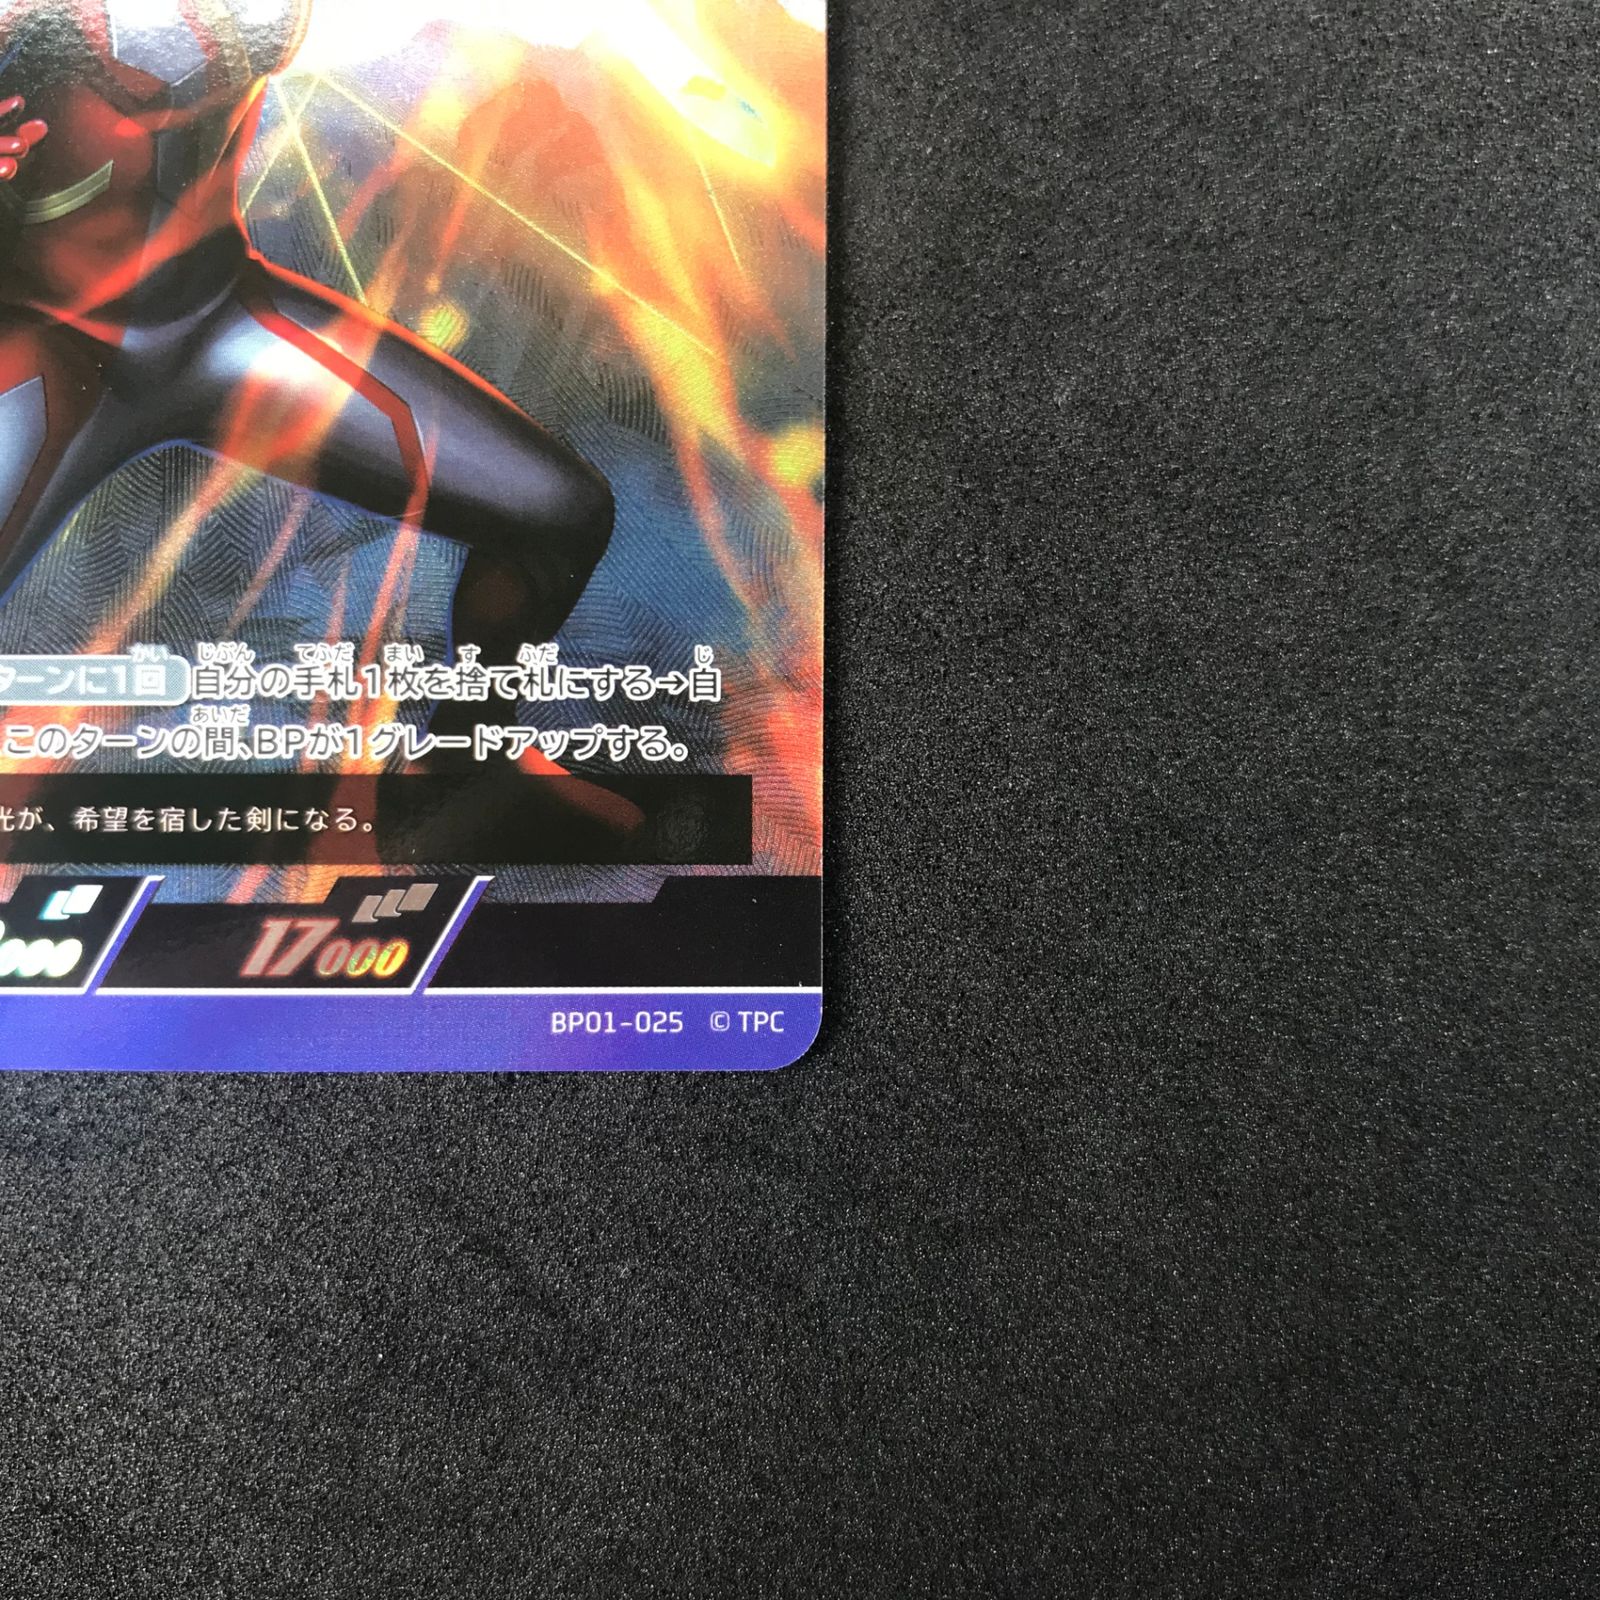 ターンに1回 自分の手札1枚を捨て札にする→自
このターンの間、BPが1グレードアップする。
光が、希望を宿した剣になる。
000 17000
BP01-025 © TPC